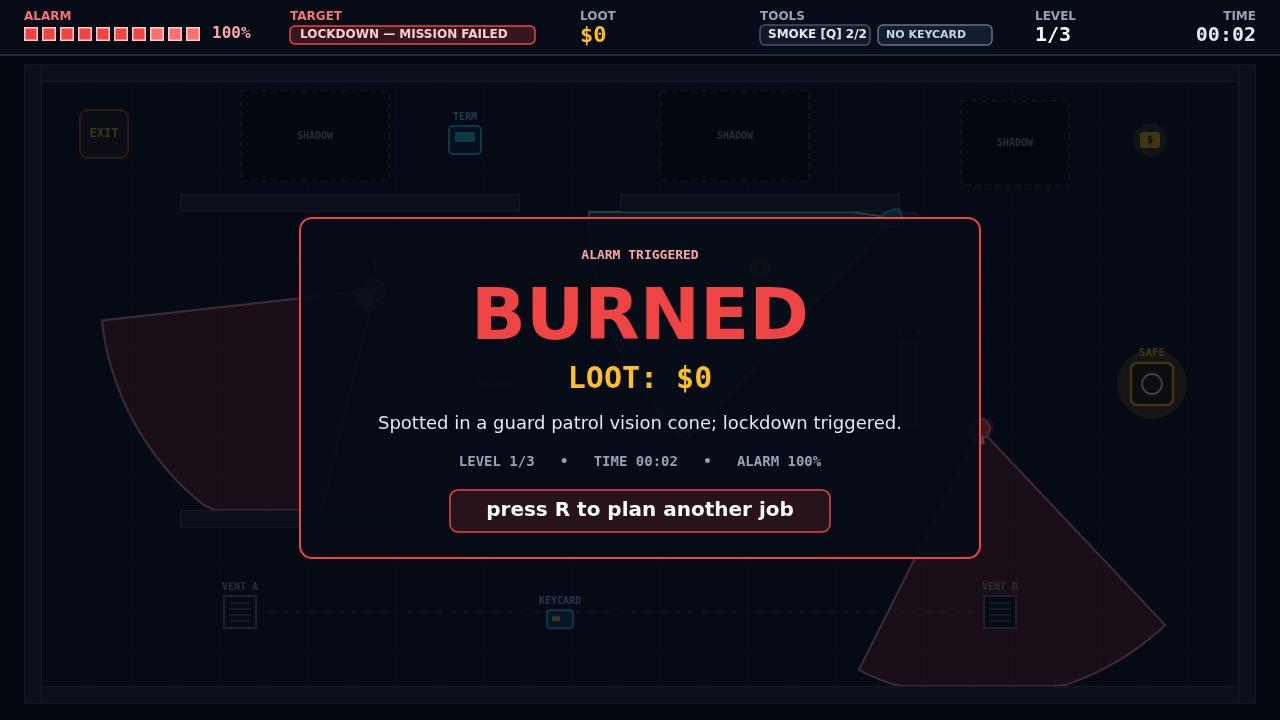 ALARM
100%
TARGET
LOCKDOWN — MISSION FAILED
LOOT
$0
TOOLS
SMOKE [Q] 2/2
NO KEYCARD
LEVEL
1/3
TIME
00:02
EXIT
SHADOW
TERM
SHADOW
SHADOW
$
ALARM TRIGGERED
BURNED
LOOT: $0
Spotted in a guard patrol vision cone; lockdown triggered.
LEVEL 1/3 • TIME 00:02 • ALARM 100%
press R to plan another job
SAFE
VENT A
KEYCARD
VENT B